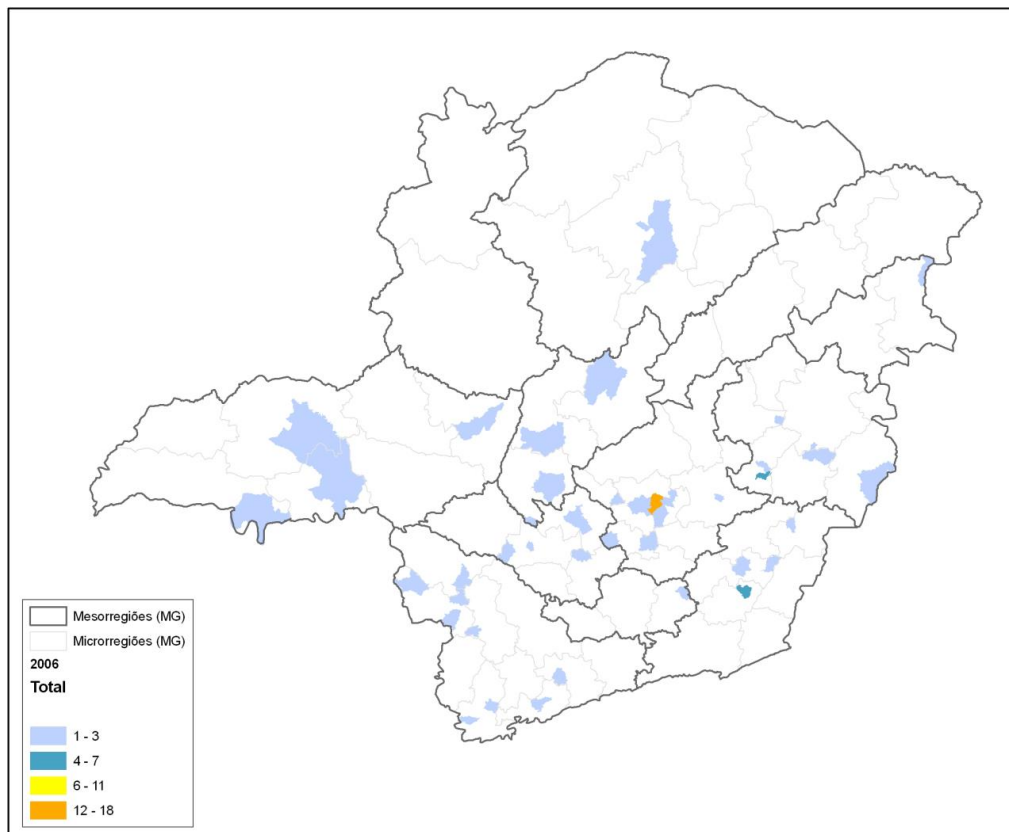 Mesorregiões (MG)
Microrregiões (MG)
2006
Total
1 - 3
4 - 7
6 - 11
12 - 18